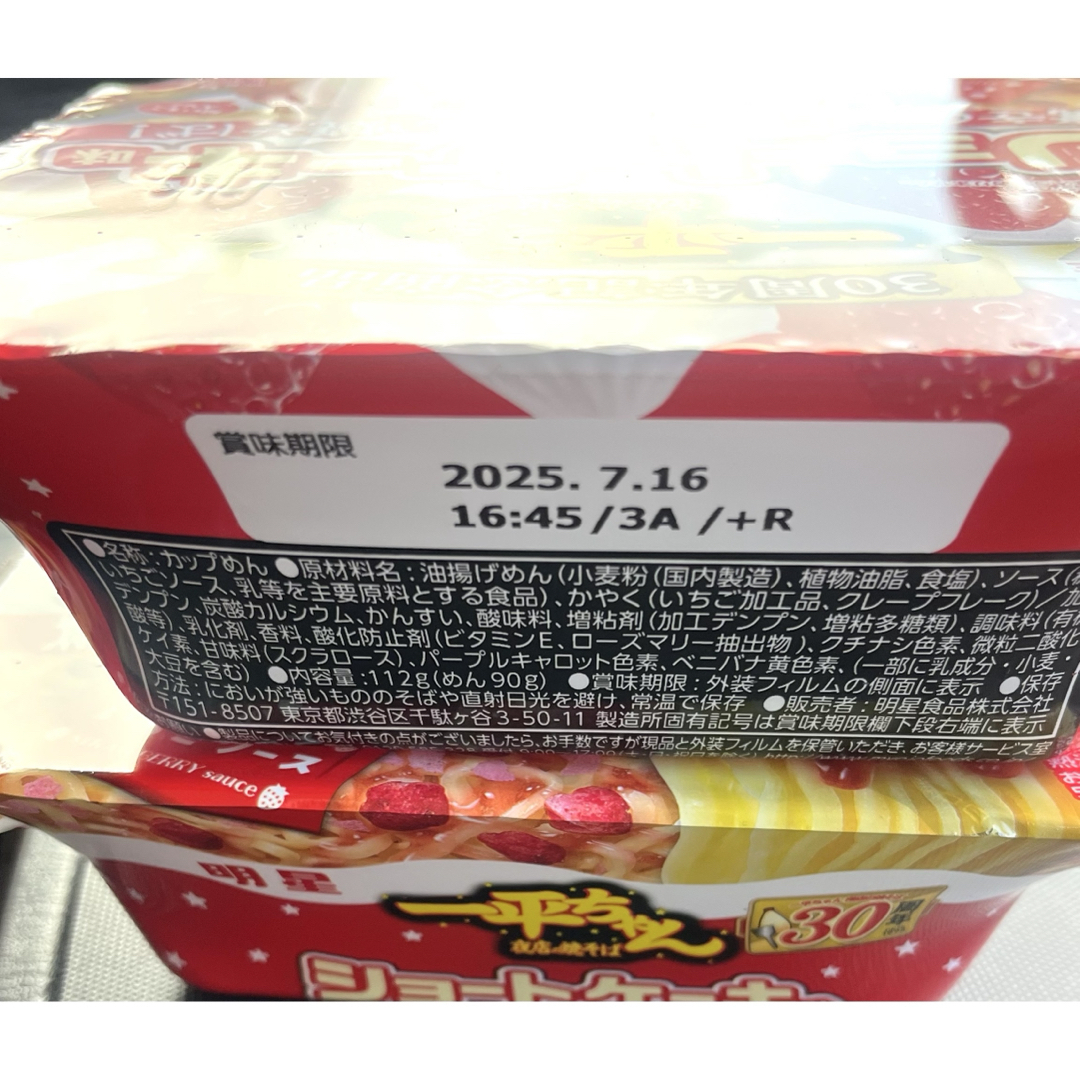 味
一平
30周年
賞味期限
2025. 7.16
16:45/3A /+R
●名称:カップめん ●原材料名:油揚げめん(小麦粉(国内製造)、植物油脂、食塩)、ソース
いちごソース、乳等を主要原料とする食品)、かやく(いちご加工品、クレープフレーク)/加
デンプン、炭酸カルシウム、かんすい、酸味料、増粘剤(加工デンプン、増粘多糖類)、調味料(有機
酸等)、乳化剤、香料、酸化防止剤(ビタミンE、ローズマリー抽出物)、クチナシ色素、微粒二酸化
ケイ素、甘味料(スクラロース)、パープルキャロット色素、ベニバナ黄色素、(一部に乳成分・小麦・
大豆を含む) ●内容量:112g(めん90g) ●賞味期限:外装フィルムの側面に表示 ●保存
方法:においが強いもののそばや直射日光を避け、常温で保存 ●販売者:明星食品株式会社
〒151-8507 東京都渋谷区千駄ヶ谷3-50-11 製造所固有記号は賞味期限欄下段右端に表示
●製品についてお気付きの点がございましたら、お手数ですが現品と外装フィルムを保管いただき、お客様サービス室
ソース
BERRY sauce
明星
一平ちゃん
夜店の焼そば
30周年
ショートケーキ